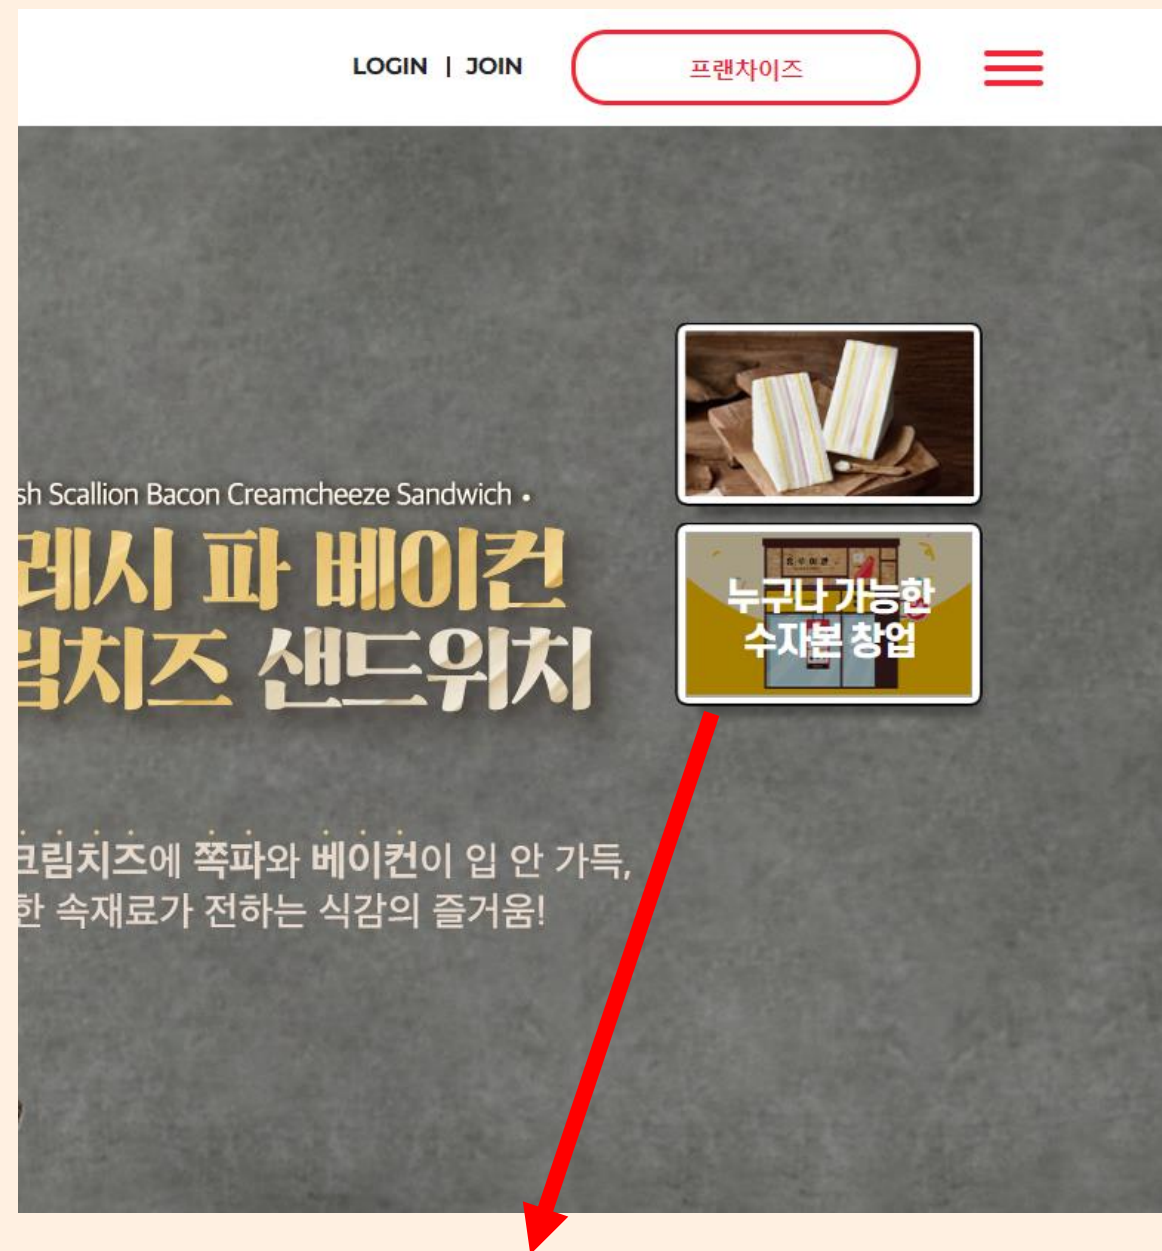 LOGIN | JOIN
프랜차이즈
sh Scallion Bacon Creamcheeze Sandwich •
레시 파 베이컨
림치즈 샌드위치
누구나 가능한
수자본 창업
크림치즈에 쪽파와 베이컨이 입 안 가득,
한 속재료가 전하는 식감의 즐거움!